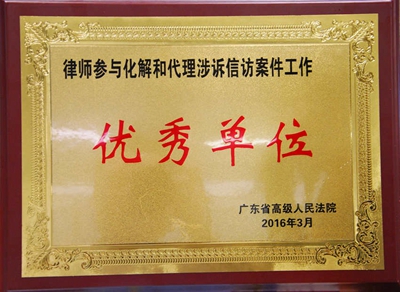 律师参与化解和代理涉诉信访案件工作
优秀单位
广东省高级人民法院
2016年3月